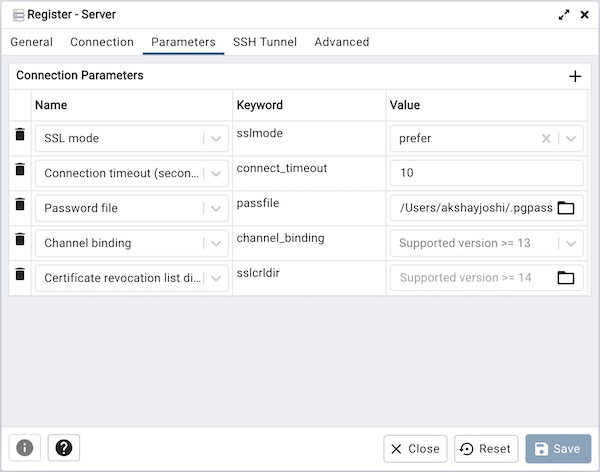 Register - Server
General Connection Parameters SSH Tunnel Advanced
Connection Parameters
Name Keyword Value
SSL mode sslmode prefer
Connection timeout (secon... connect_timeout 10
Password file passfile /Users/akshayjoshi/.pgpass
Channel binding channel_binding Supported version >= 13
Certificate revocation list di... sslcrldir Supported version >= 14
Close Reset Save